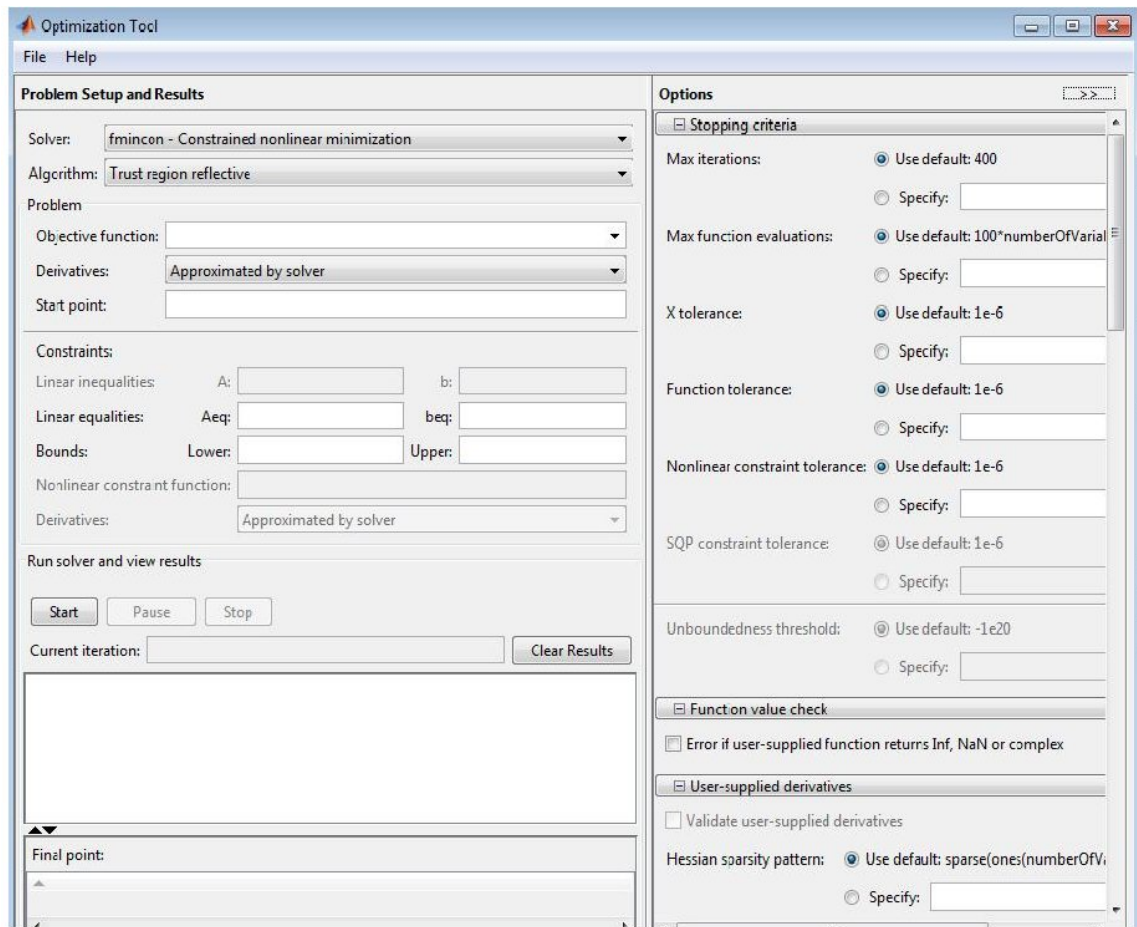 Optimization Tool
File Help
Problem Setup and Results
Solver: fmincon - Constrained nonlinear minimization
Algorithm: Trust region reflective
Problem
Objective function:
Derivatives: Approximated by solver
Start point:
Constraints:
Linear inequalities: A: b:
Linear equalities: Aeq: beq:
Bounds: Lower: Upper:
Nonlinear constraint function:
Derivatives: Approximated by solver
Run solver and view results
Start Pause Stop
Current iteration: Clear Results
Final point:
Options >>
Stopping criteria
Max iterations: Use default: 400
Specify:
Max function evaluations: Use default: 100*numberOfVarial
Specify:
X tolerance: Use default: 1e-6
Specify:
Function tolerance: Use default: 1e-6
Specify:
Nonlinear constraint tolerance: Use default: 1e-6
Specify:
SQP constraint tolerance: Use default: 1e-6
Specify:
Unboundedness threshold: Use default: -1e20
Specify:
Function value check
Error if user-supplied function returns Inf, NaN or complex
User-supplied derivatives
Validate user-supplied derivatives
Hessian sparsity pattern: Use default: sparse(ones(numberOfVa
Specify: